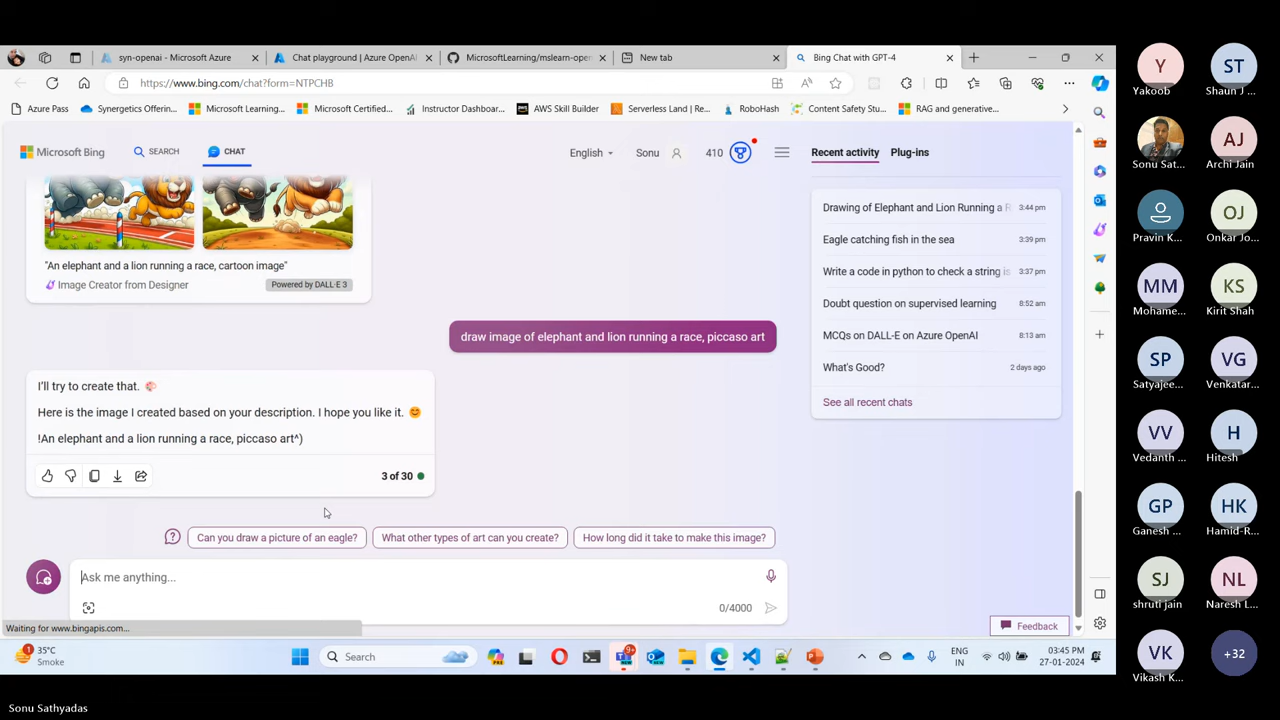 syn-openai - Microsoft Azure
Chat playground | Azure OpenAI
MicrosoftLearning/mslearn-open
New tab
Bing Chat with GPT-4
https://www.bing.com/chat?form=NTPCHB
Azure Pass
Synergetics Offering...
Microsoft Learning...
Microsoft Certified...
Instructor Dashboar...
AWS Skill Builder
Serverless Land | Re...
RoboHash
Content Safety Stu...
RAG and generative...
Microsoft Bing
SEARCH
CHAT
English
Sonu
410
Recent activity
Plug-ins
Drawing of Elephant and Lion Running a R
3:44 pm
Eagle catching fish in the sea
3:39 pm
Write a code in python to check a string is
3:37 pm
Doubt question on supervised learning
8:52 am
MCQs on DALL-E on Azure OpenAI
8:13 am
What's Good?
2 days ago
See all recent chats
"An elephant and a lion running a race, cartoon image"
Image Creator from Designer
Powered by DALL·E 3
draw image of elephant and lion running a race, piccaso art
I'll try to create that.
Here is the image I created based on your description. I hope you like it.
!An elephant and a lion running a race, piccaso art^)
3 of 30
Can you draw a picture of an eagle?
What other types of art can you create?
How long did it take to make this image?
Ask me anything...
0/4000
Feedback
Waiting for www.bingapis.com...
1
35°C
Smoke
Search
9+
ENG
IN
03:45 PM
27-01-2024
Y
Yakoob
ST
Shaun J ...
Sonu Sat...
AJ
Archi Jain
Pravin K...
OJ
Onkar Jo...
MM
Mohame...
KS
Kirit Shah
SP
Satyajee...
VG
Venkatar...
VV
Vedanth ...
H
Hitesh
GP
Ganesh ...
HK
Hamid-R...
SJ
shruti jain
NL
Naresh L...
VK
Vikash K...
+32
Sonu Sathyadas